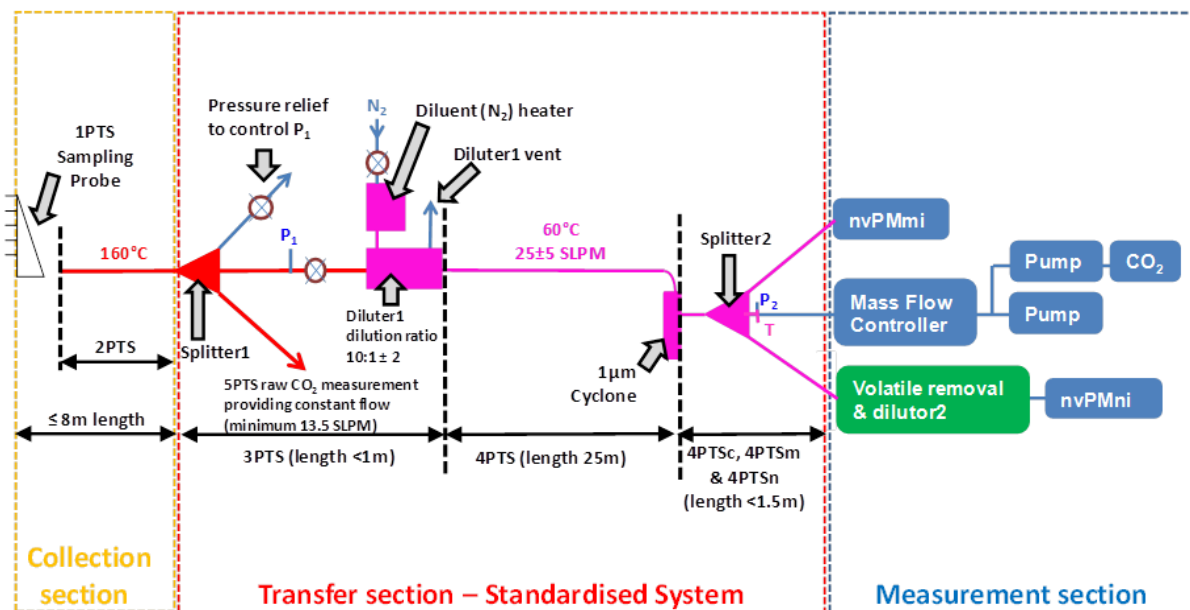 1PTS
Sampling
Probe
Pressure relief
to control P₁
N₂
Diluent (N₂) heater
Diluter1 vent
160°C
P₁
60°C
25±5 SLPM
Splitter2
nvPMmi
Pump
CO₂
P₂
T
Mass Flow
Controller
Pump
2PTS
Splitter1
Diluter1
dilution ratio
10:1± 2
1µm
Cyclone
Volatile removal
& dilutor2
nvPMni
≤8m length
5PTS raw CO₂ measurement
providing constant flow
(minimum 13.5 SLPM)
3PTS (length <1m)
4PTS (length 25m)
4PTSc, 4PTSm
& 4PTSn
(length <1.5m)
Collection
section
Transfer section – Standardised System
Measurement section